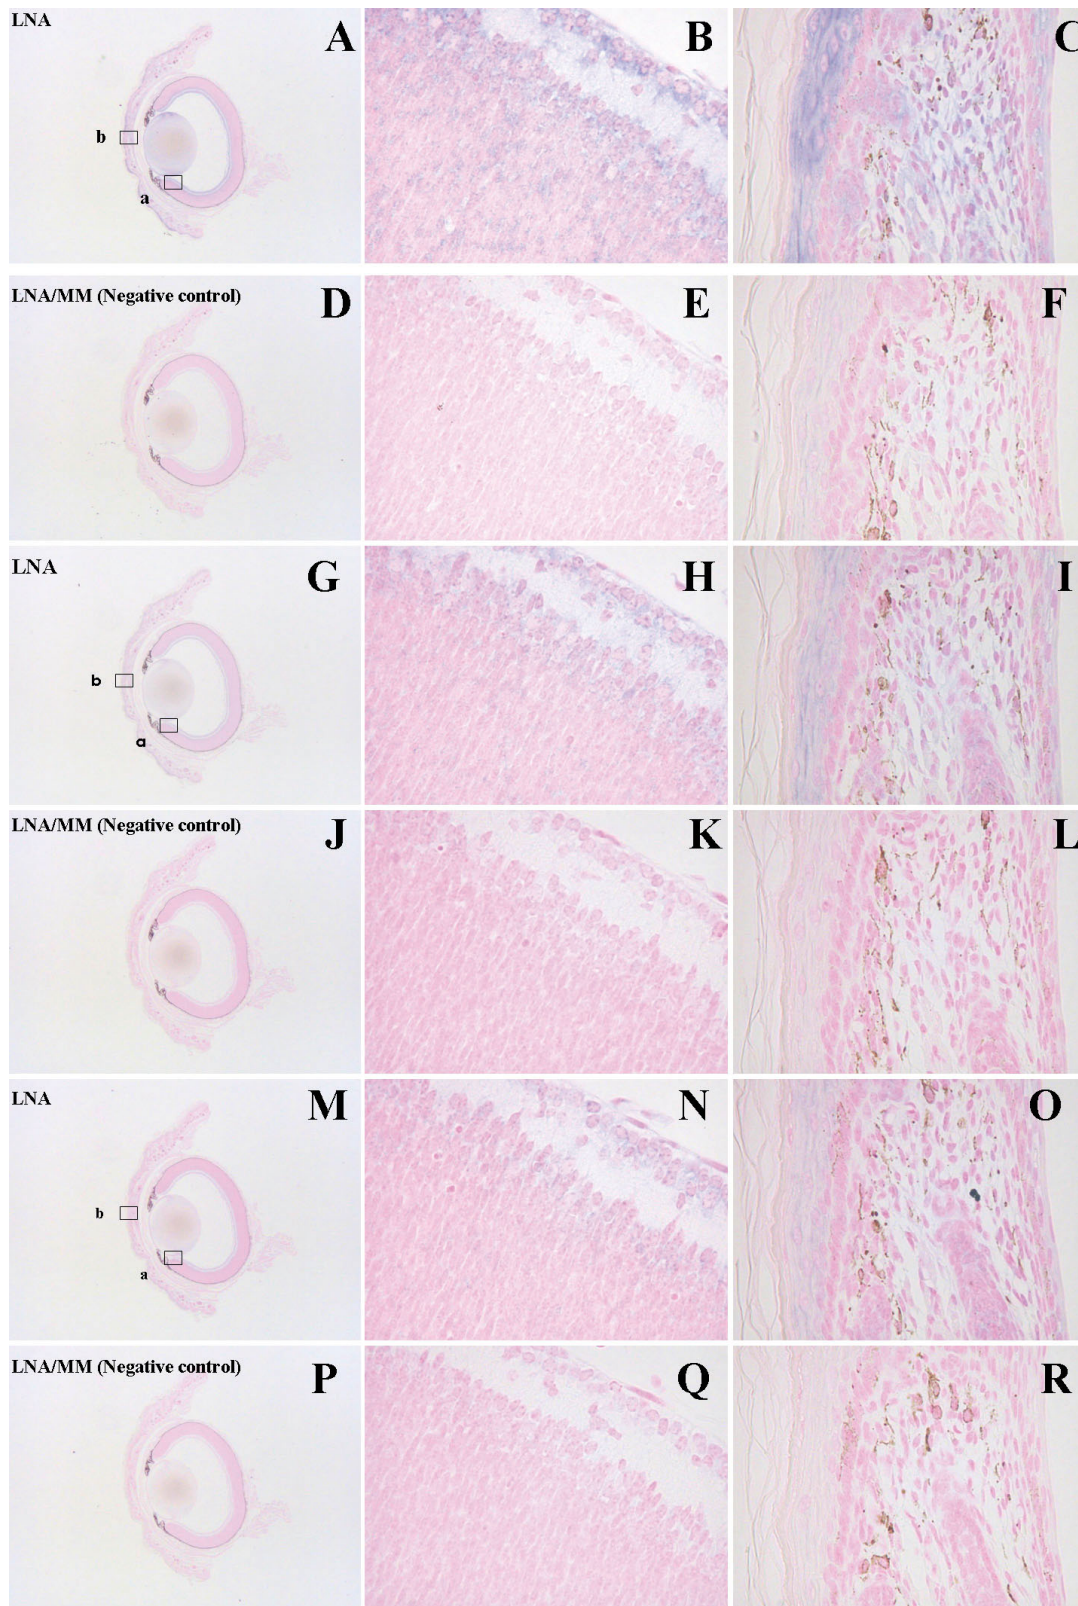 LNA
A
B
C
b
a
LNA/MM (Negative control)
D
E
F
LNA
G
H
I
b
a
LNA/MM (Negative control)
J
K
L
LNA
M
N
O
b
a
LNA/MM (Negative control)
P
Q
R